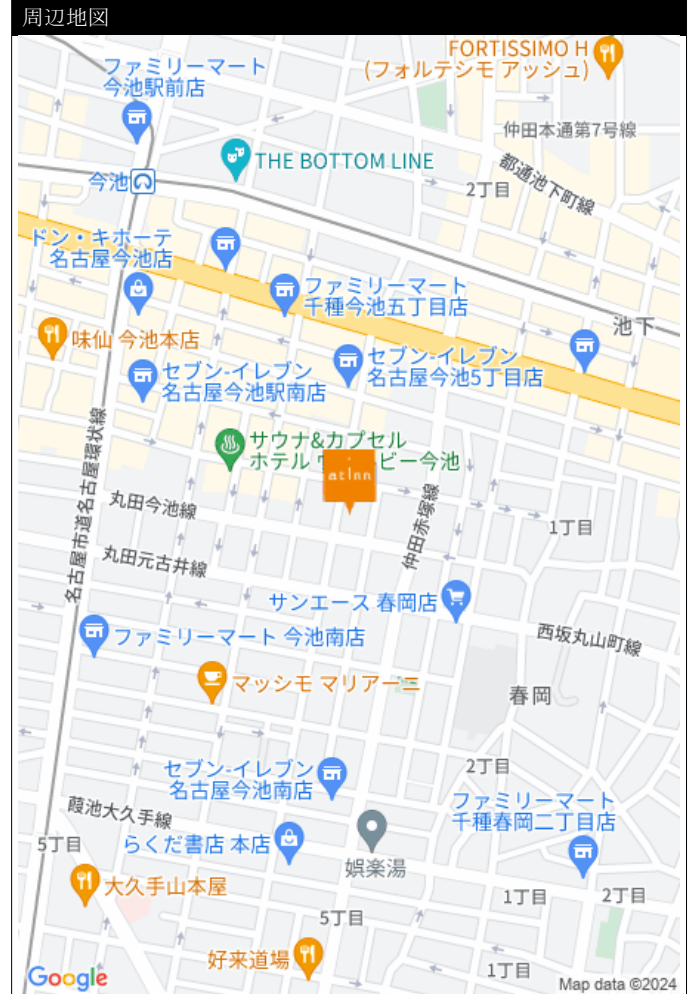 周辺地図
FORTISSIMO H
(フォルテシモ アッシュ)
ファミリーマート
今池駅前店
仲田本通第7号線
THE BOTTOM LINE
都通池下町線
今池
2丁目
ドン・キホーテ
名古屋今池店
ファミリーマート
千種今池五丁目店
池下
味仙 今池本店
セブン-イレブン
名古屋今池5丁目店
セブン-イレブン
名古屋今池駅南店
サウナ&カプセル
ホテル ウ
ビー今池
at inn
名古屋市道名古屋環状線
丸田今池線
仲田赤塚線
1丁目
丸田元古井線
サンエース 春岡店
西坂丸山町線
ファミリーマート 今池南店
マッシモ マリアーニ
春岡
2丁目
セブン-イレブン
名古屋今池南店
葭池大久手線
ファミリーマート
千種春岡二丁目店
5丁目
らくだ書店 本店
娯楽湯
大久手山本屋
1丁目
2丁目
5丁目
好来道場
1丁目
Google
Map data ©2024